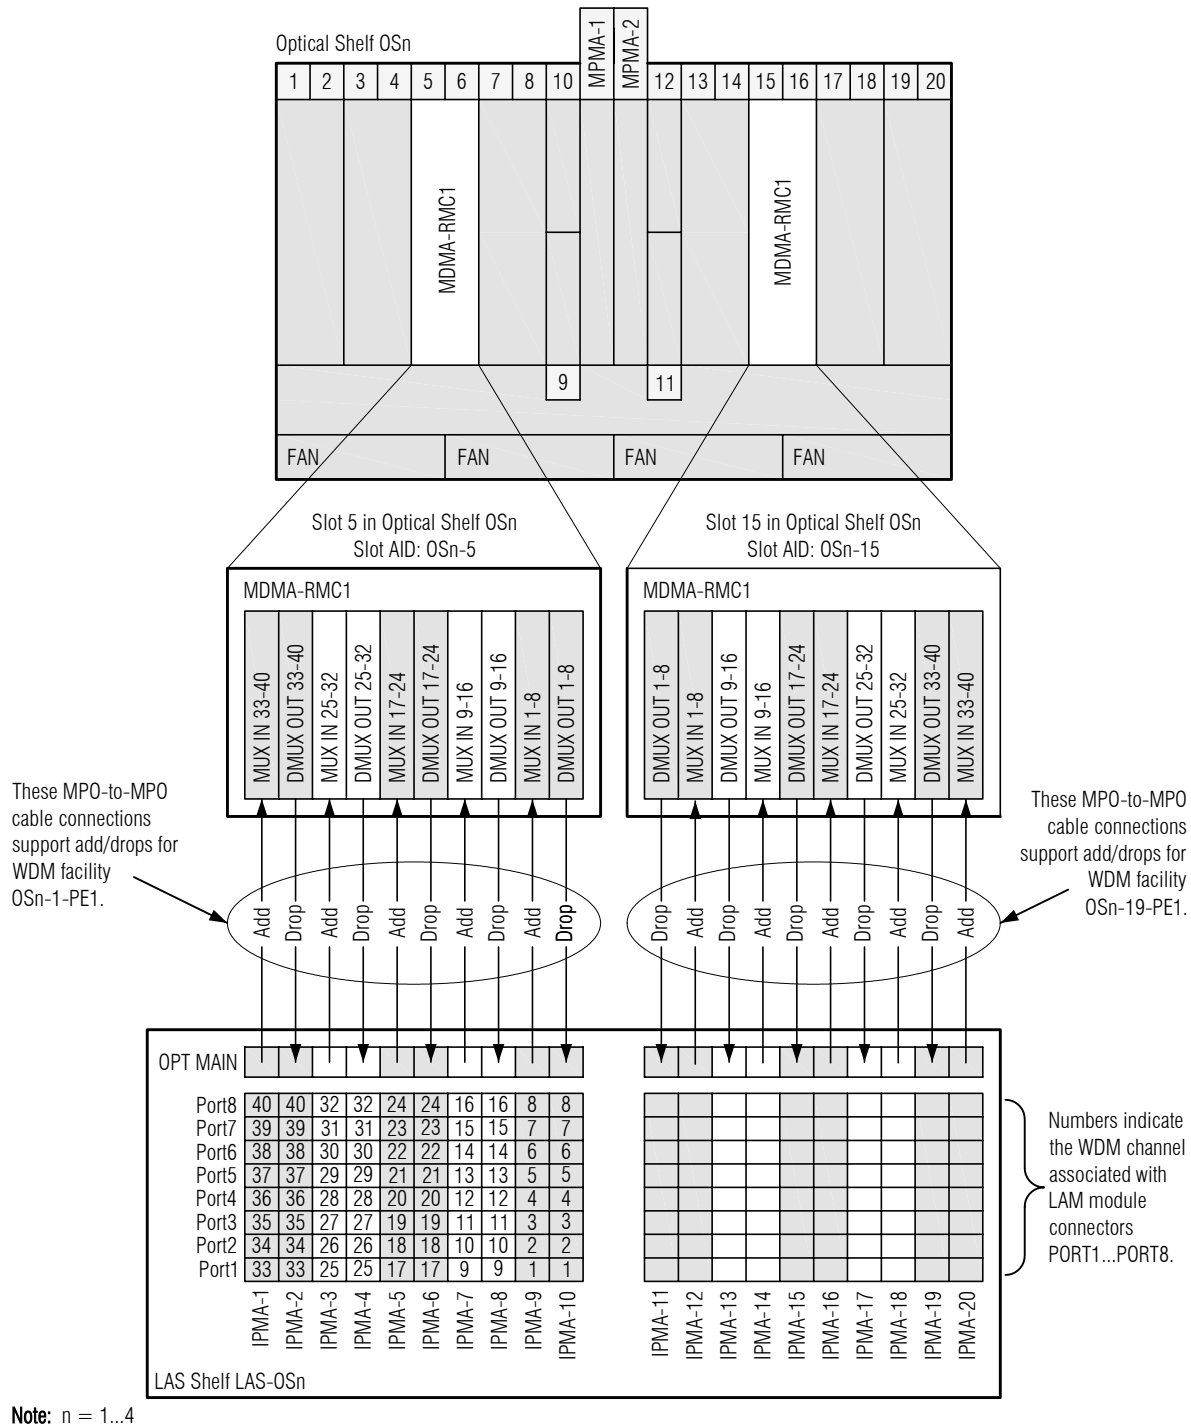 Optical Shelf OSn
MPMA-1
MPMA-2
1 2 3 4 5 6 7 8 10 12 13 14 15 16 17 18 19 20
MDMA-RMC1
MDMA-RMC1
9
11
FAN FAN FAN FAN
Slot 5 in Optical Shelf OSn
Slot AID: OSn-5
Slot 15 in Optical Shelf OSn
Slot AID: OSn-15
MDMA-RMC1
MUX IN 33-40
DMUX OUT 33-40
MUX IN 25-32
DMUX OUT 25-32
MUX IN 17-24
DMUX OUT 17-24
MUX IN 9-16
DMUX OUT 9-16
MUX IN 1-8
DMUX OUT 1-8
MDMA-RMC1
DMUX OUT 1-8
MUX IN 1-8
DMUX OUT 9-16
MUX IN 9-16
DMUX OUT 17-24
MUX IN 17-24
DMUX OUT 25-32
MUX IN 25-32
DMUX OUT 33-40
MUX IN 33-40
These MPO-to-MPO
cable connections
support add/drops for
WDM facility
OSn-1-PE1.
These MPO-to-MPO
cable connections
support add/drops for
WDM facility
OSn-19-PE1.
Add Drop Add Drop Add Drop Add Drop Add Drop
Drop Add Drop Add Drop Add Drop Add Drop Add
OPT MAIN
Port8 40 40 32 32 24 24 16 16 8 8
Port7 39 39 31 31 23 23 15 15 7 7
Port6 38 38 30 30 22 22 14 14 6 6
Port5 37 37 29 29 21 21 13 13 5 5
Port4 36 36 28 28 20 20 12 12 4 4
Port3 35 35 27 27 19 19 11 11 3 3
Port2 34 34 26 26 18 18 10 10 2 2
Port1 33 33 25 25 17 17 9 9 1 1
Numbers indicate
the WDM channel
associated with
LAM module
connectors
PORT1...PORT8.
IPMA-1
IPMA-2
IPMA-3
IPMA-4
IPMA-5
IPMA-6
IPMA-7
IPMA-8
IPMA-9
IPMA-10
IPMA-11
IPMA-12
IPMA-13
IPMA-14
IPMA-15
IPMA-16
IPMA-17
IPMA-18
IPMA-19
IPMA-20
LAS Shelf LAS-OSn
Note: n = 1...4